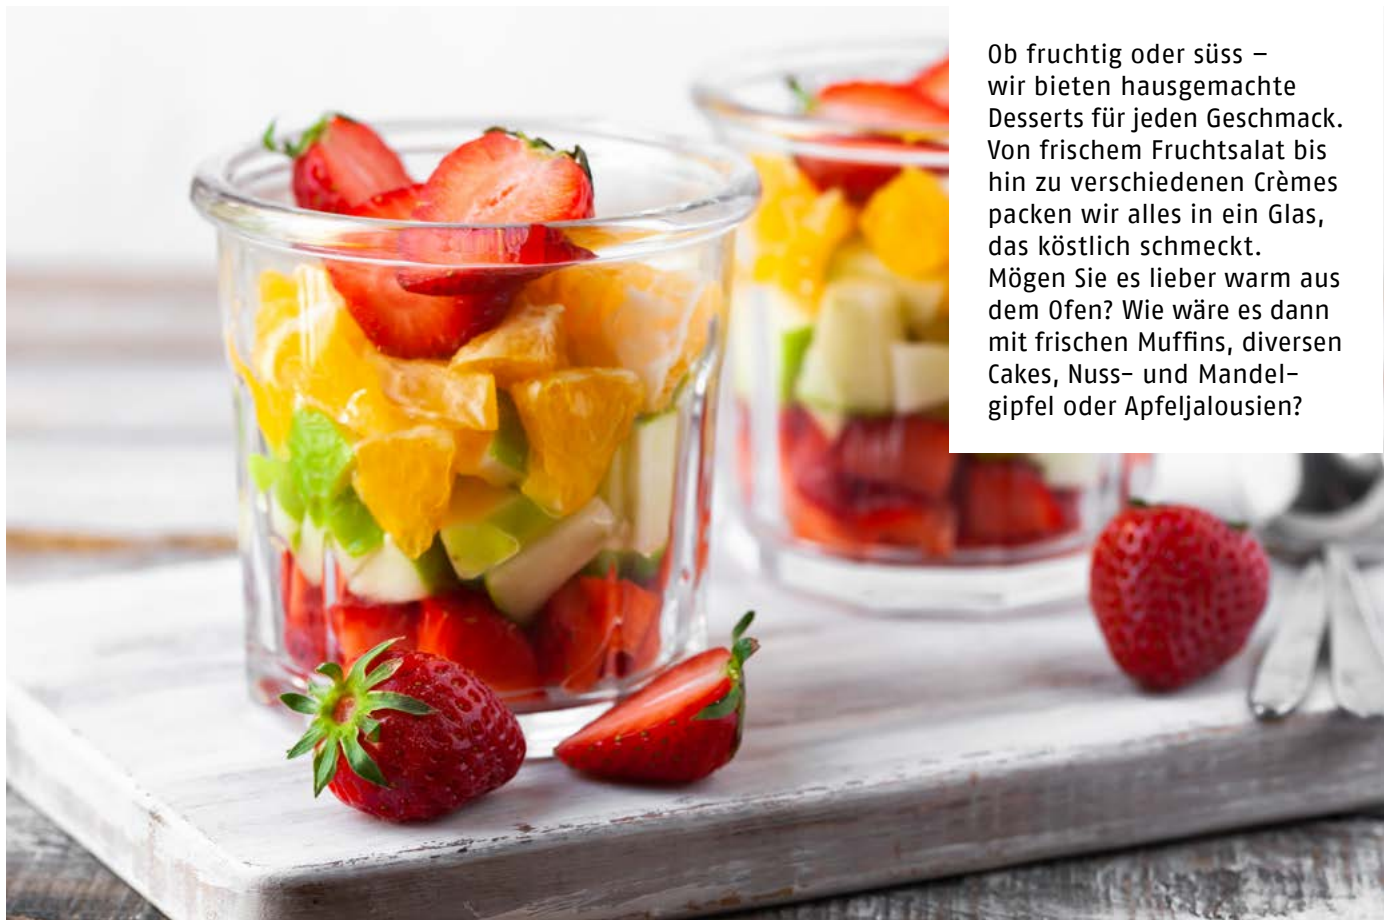 Ob fruchtig oder süss –
wir bieten hausgemachte
Desserts für jeden Geschmack.
Von frischem Fruchtsalat bis
hin zu verschiedenen Crèmes
packen wir alles in ein Glas,
das köstlich schmeckt.
Mögen Sie es lieber warm aus
dem Ofen? Wie wäre es dann
mit frischen Muffins, diversen
Cakes, Nuss- und Mandel-
gipfel oder Apfeljalousien?